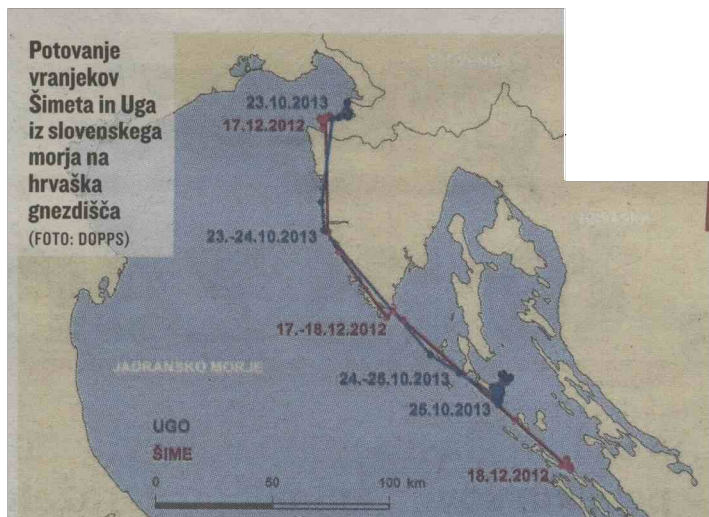 Potovanje
vranjekov
Šimeta in Uga
iz slovenskega
morja na
hrvaška
gnezdišča
(FOTO: DOPPS)
SLOVENIJA
23.10.2013
17.12.2012
HRVAŠKA
23.-24.10.2013
17.-18.12.2012
JADRANSKO MORJE
24.-25.10.2013
25.10.2013
UGO
ŠIME
18.12.2012
0 50 100 km